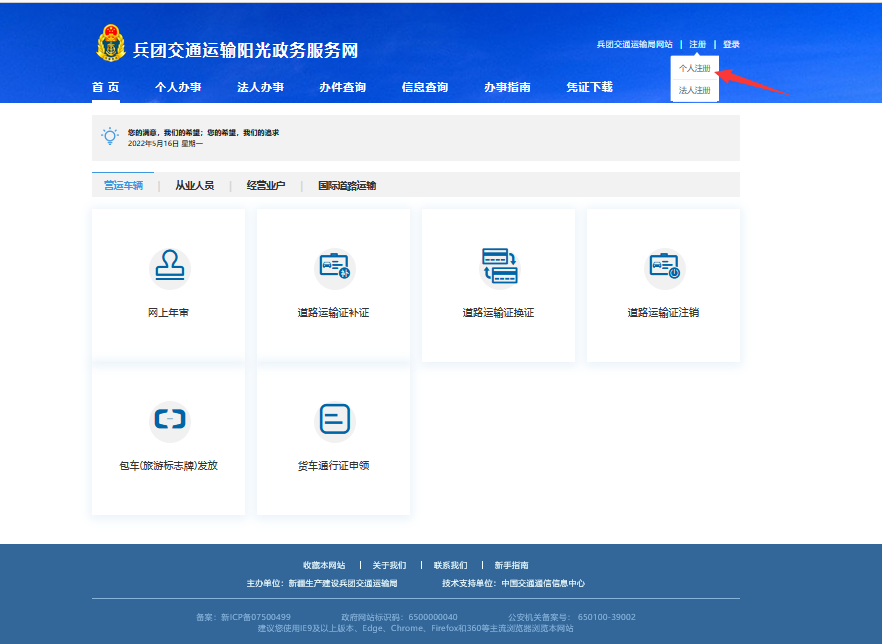 兵团交通运输阳光政务服务网
兵团交通运输局网站 | 注册 | 登录
个人注册
法人注册
首 页 个人办事 法人办事 办件查询 信息查询 办事指南 凭证下载
您的满意，我们的希望；您的希望，我们的追求
2022年5月16日 星期一
营运车辆 | 从业人员 | 经营业户 | 国际道路运输
网上年审 道路运输证补证 道路运输证换证 道路运输证注销
补
包车(旅游标志牌)发放 货车通行证申领
收藏本网站 | 关于我们 | 联系我们 | 新手指南
主办单位：新疆生产建设兵团交通运输局 技术支持单位：中国交通通信信息中心
备案：新ICP备07500499 政府网站标识码：6500000040 公安机关备案号： 650100-39002
建议您使用IE9及以上版本、Edge、Chrome、Firefox和360等主流浏览器浏览本网站